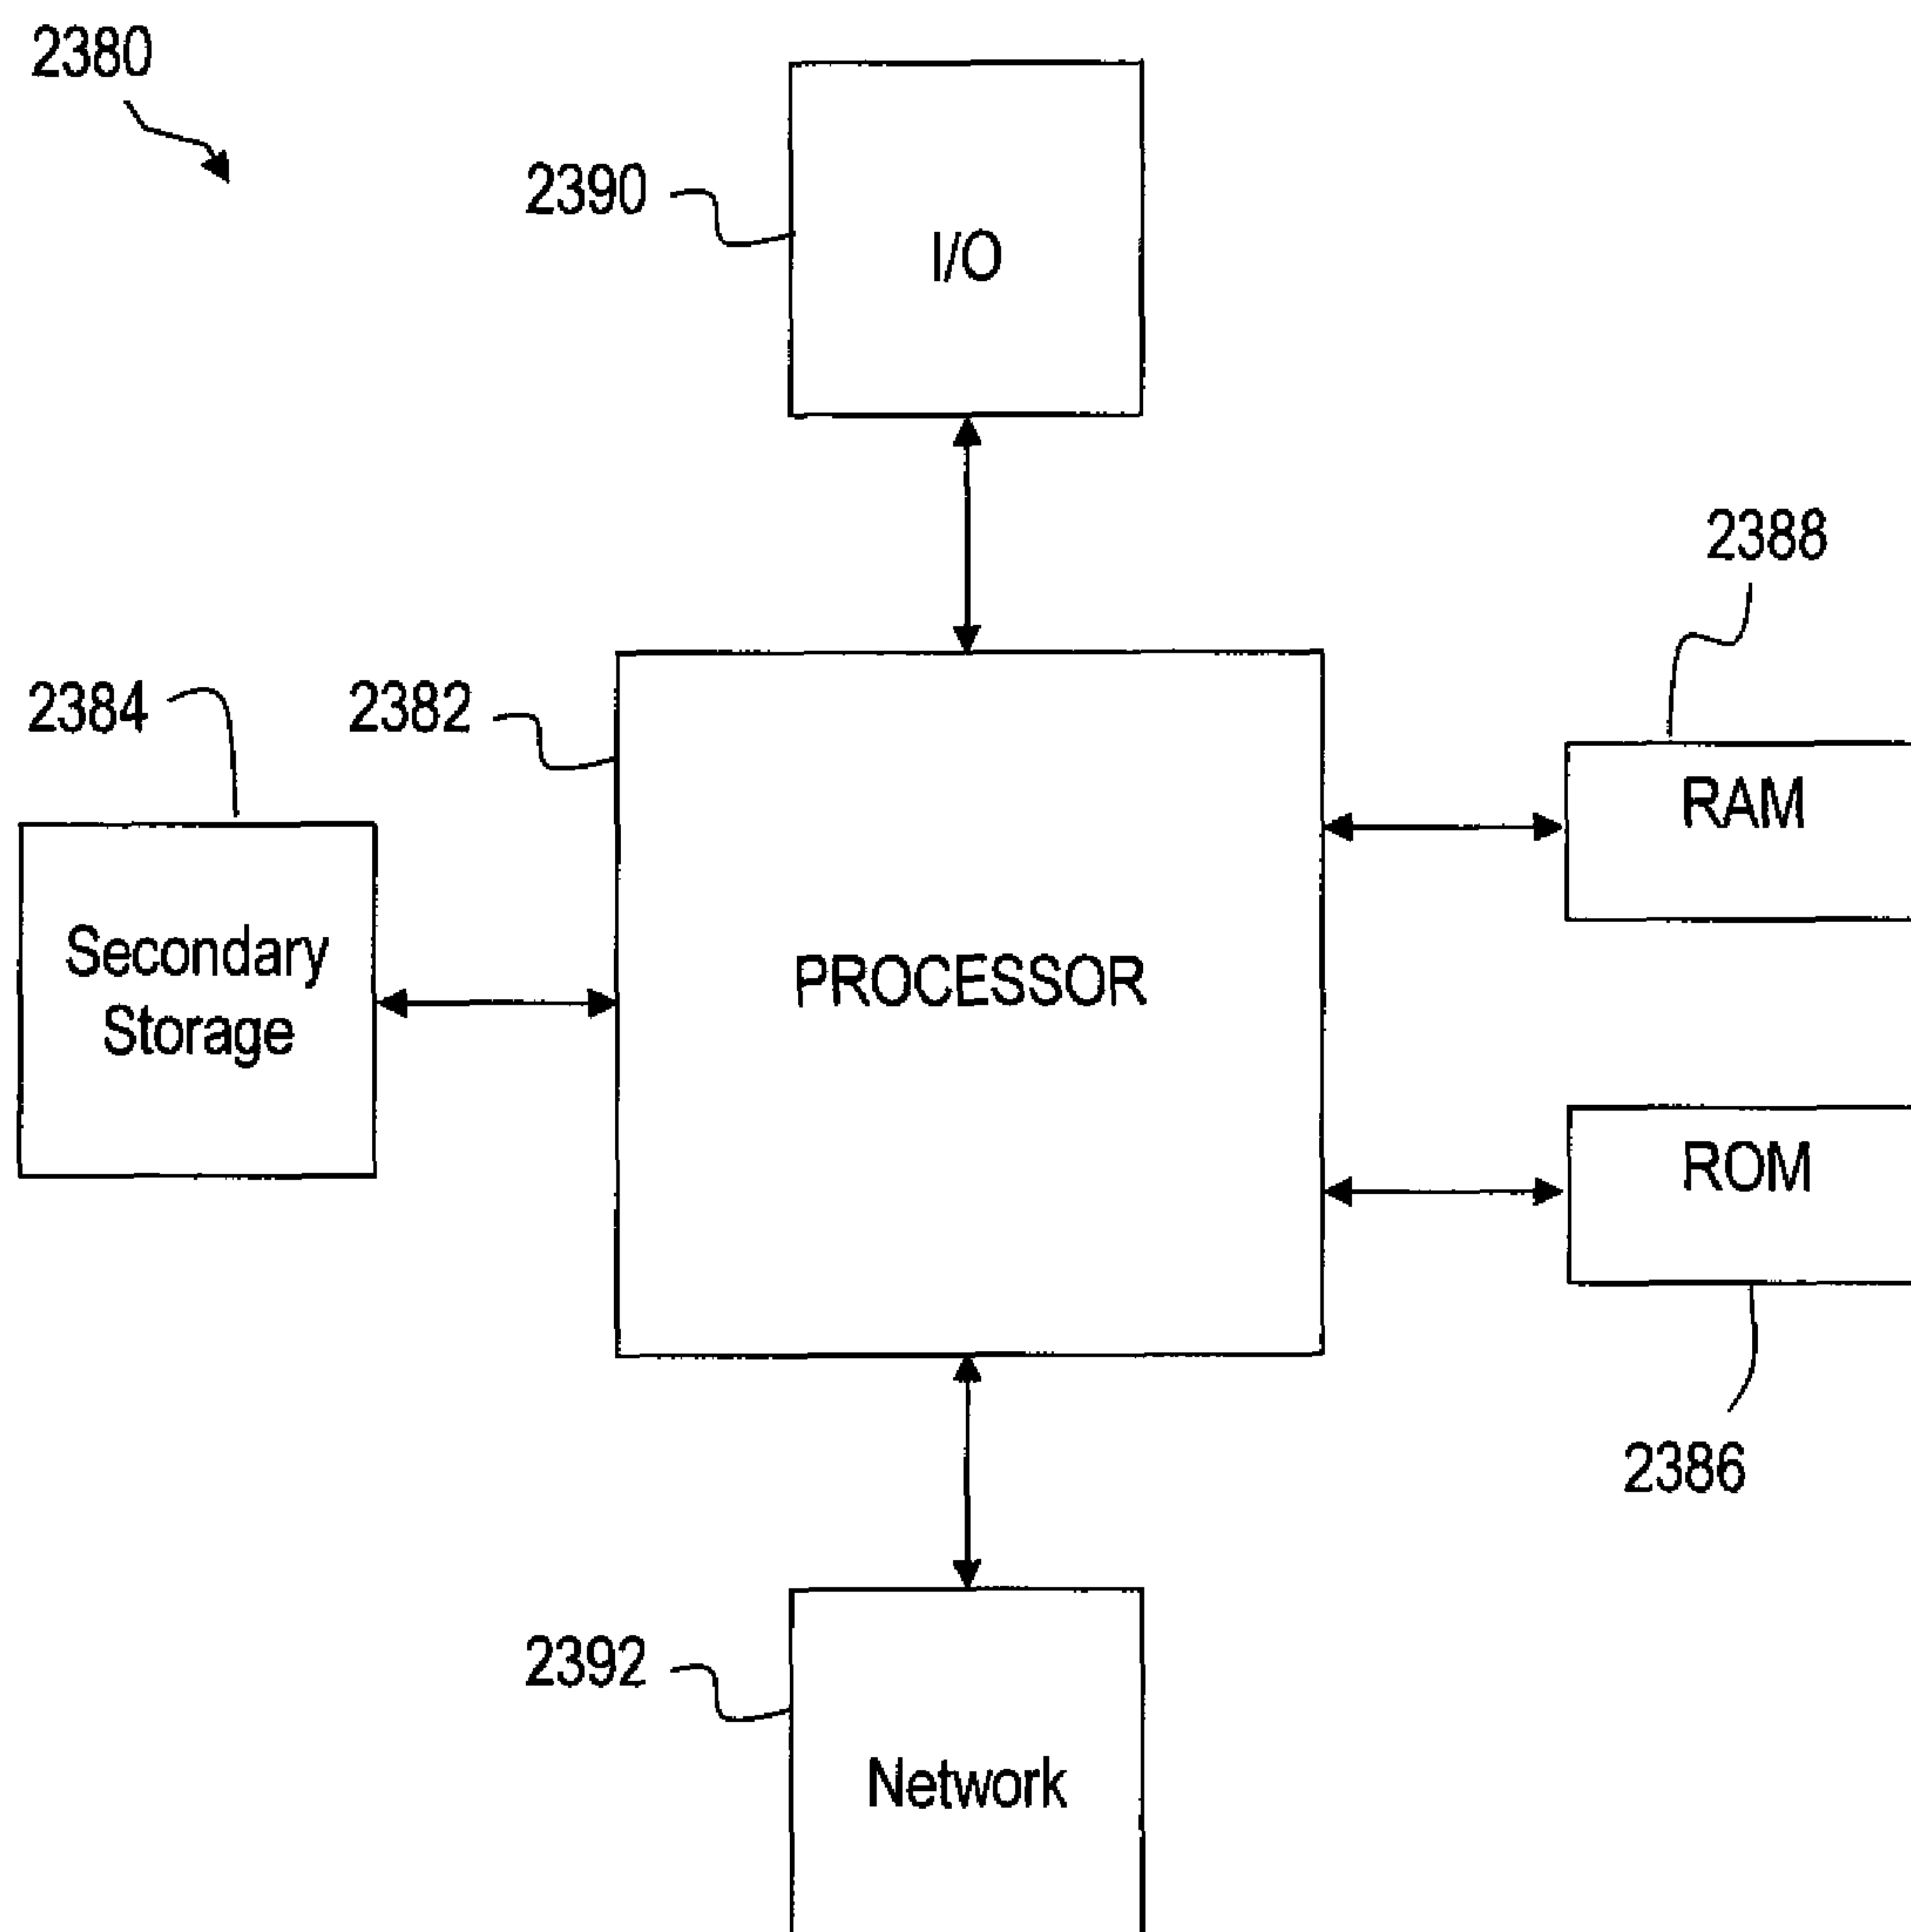 2380
2390
I/O
2388
2384
2382
RAM
Secondary
Storage
PROCESSOR
ROM
2386
2392
Network